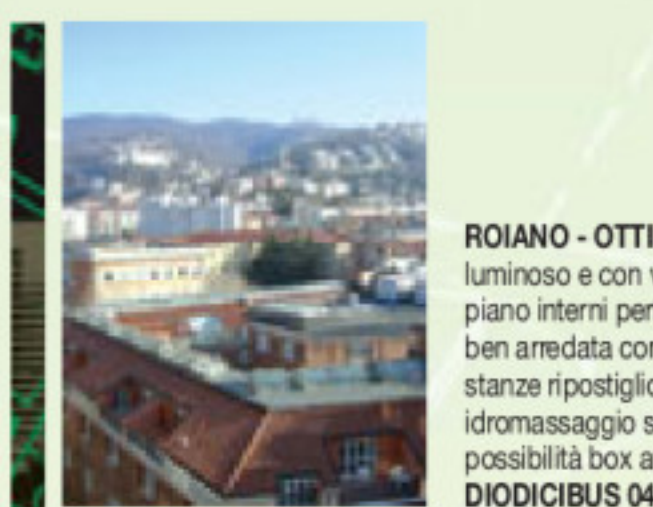 ROIANO - OTTI
luminoso e con v
piano interni per
ben arredata con
stanze ripostiglio
idromassaggio s
possibilità box a
DIODICIBUS 04